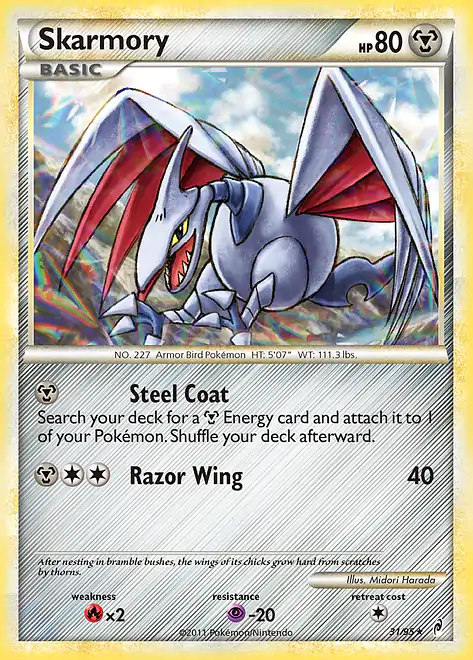 Skarmory
HP 80
BASIC
NO. 227 Armor Bird Pokémon HT: 5'07" WT: 111.3 lbs.
Steel Coat
Search your deck for a Energy card and attach it to 1
of your Pokémon. Shuffle your deck afterward.
Razor Wing 40
After nesting in bramble bushes, the wings of its chicks grow hard from scratches
by thorns.
Illus. Midori Harada
weakness resistance retreat cost
×2 -20
©2011 Pokémon/Nintendo 31/95★